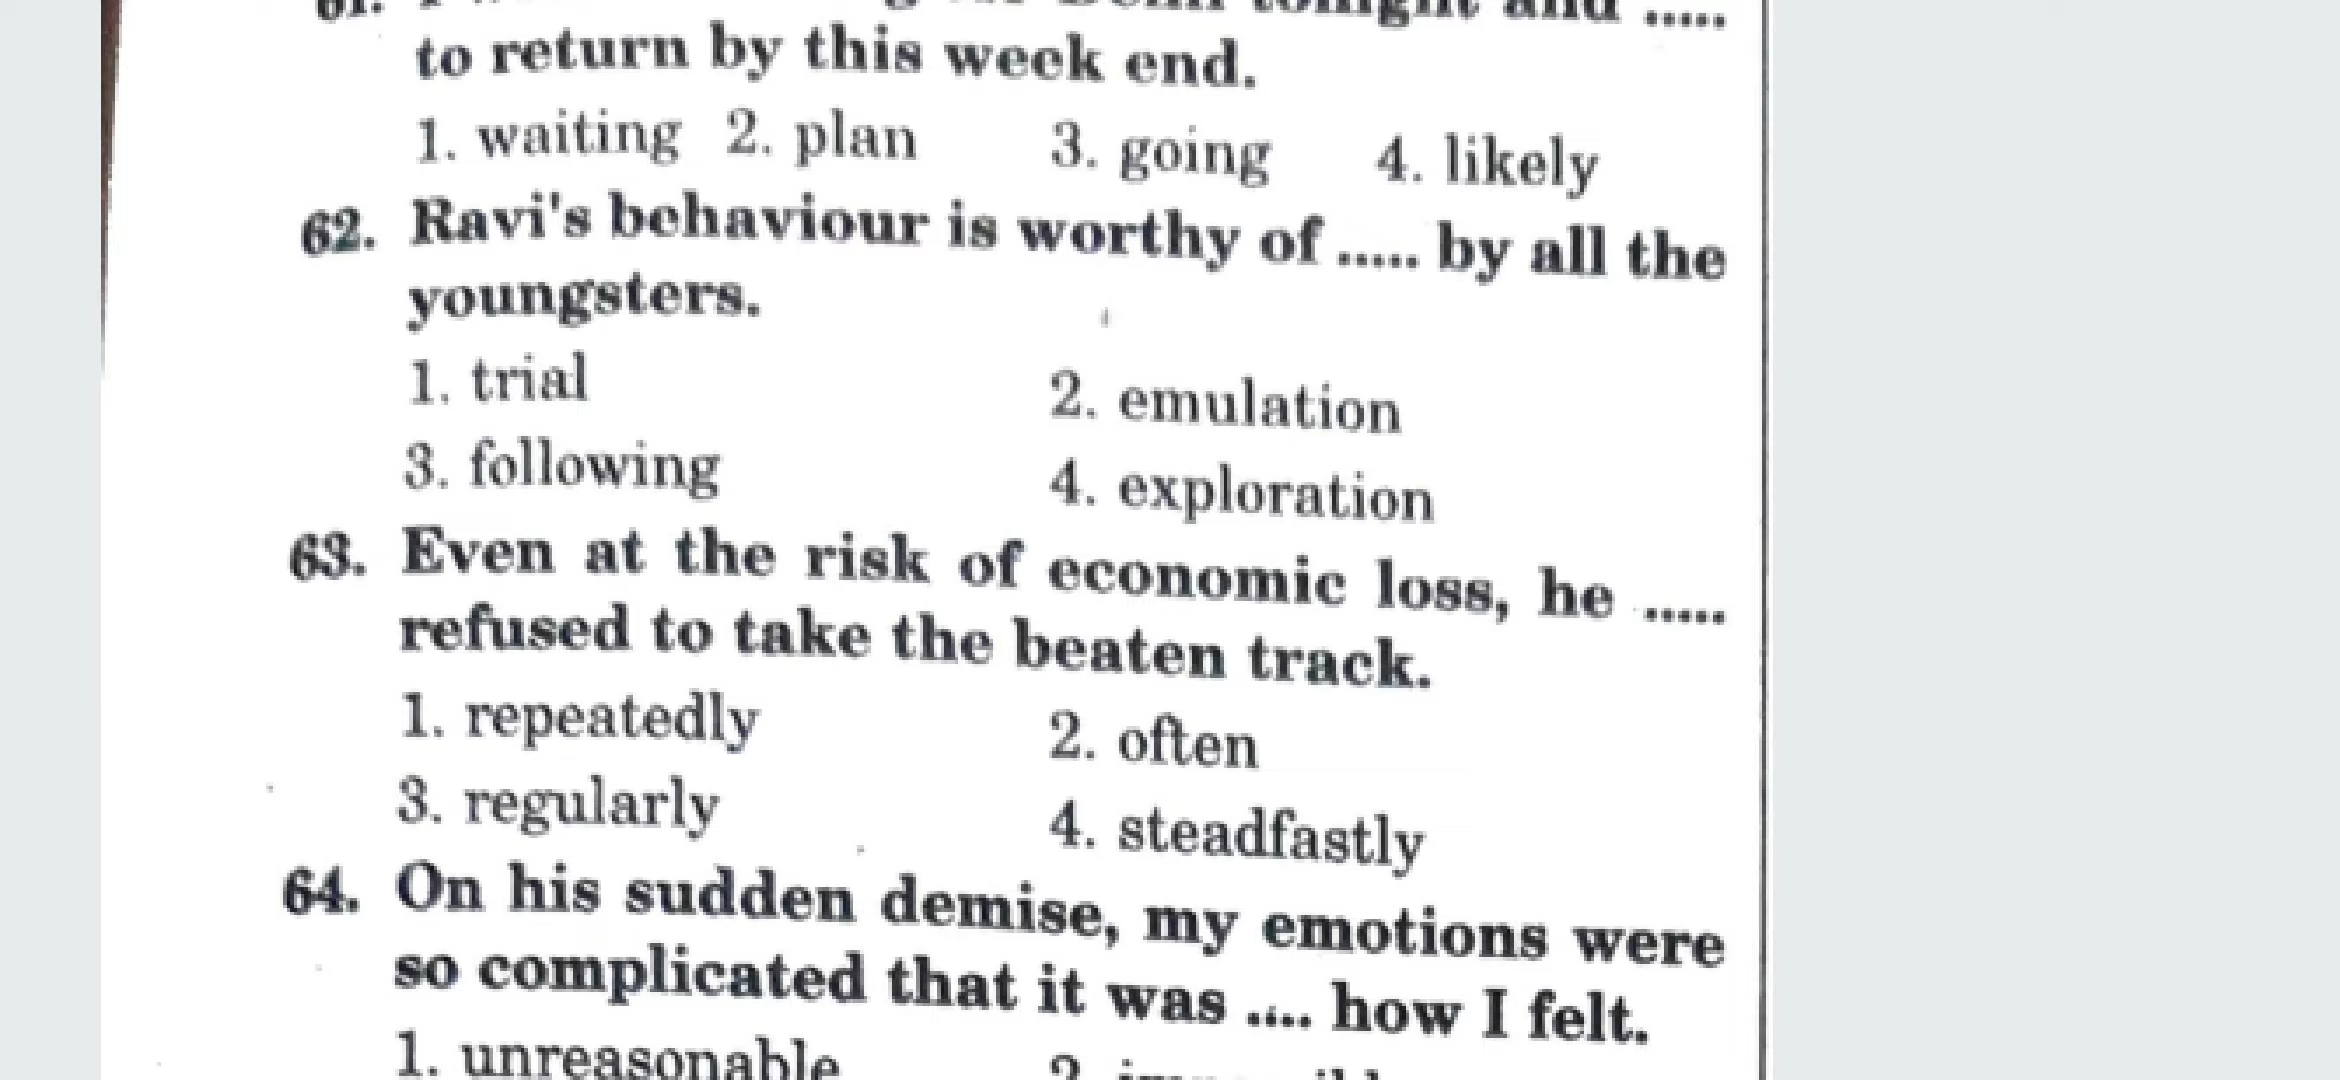 tonight and .....
to return by this week end.
1. waiting 2. plan 3. going 4. likely
62. Ravi's behaviour is worthy of ..... by all the
youngsters.
1. trial 2. emulation
3. following 4. exploration
63. Even at the risk of economic loss, he .....
refused to take the beaten track.
1. repeatedly 2. often
3. regularly 4. steadfastly
64. On his sudden demise, my emotions were
so complicated that it was .... how I felt.
1. unreasonable